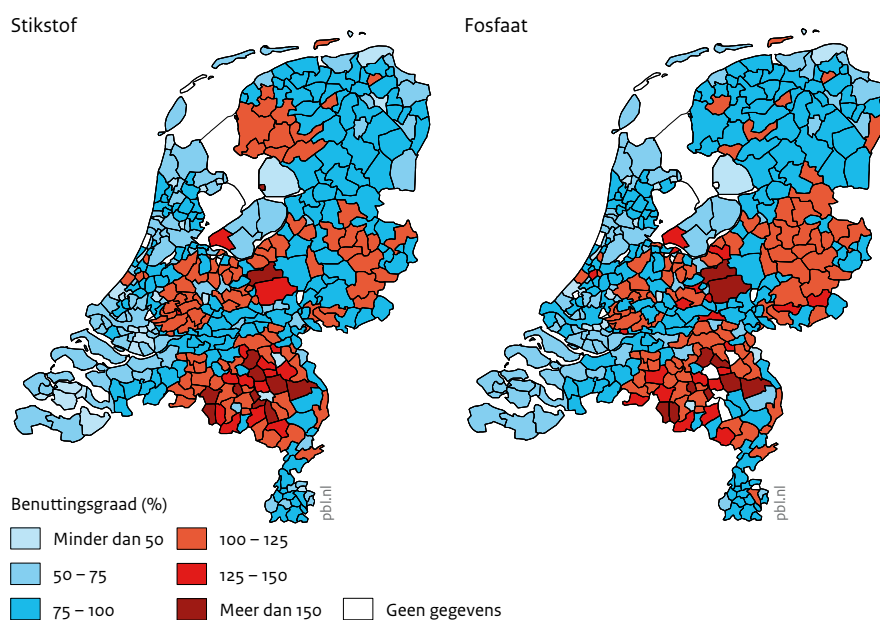 Stikstof
Fosfaat
pbl.nl
pbl.nl
Benuttingsgraad (%)
Minder dan 50
50 – 75
75 – 100
100 – 125
125 – 150
Meer dan 150
Geen gegevens